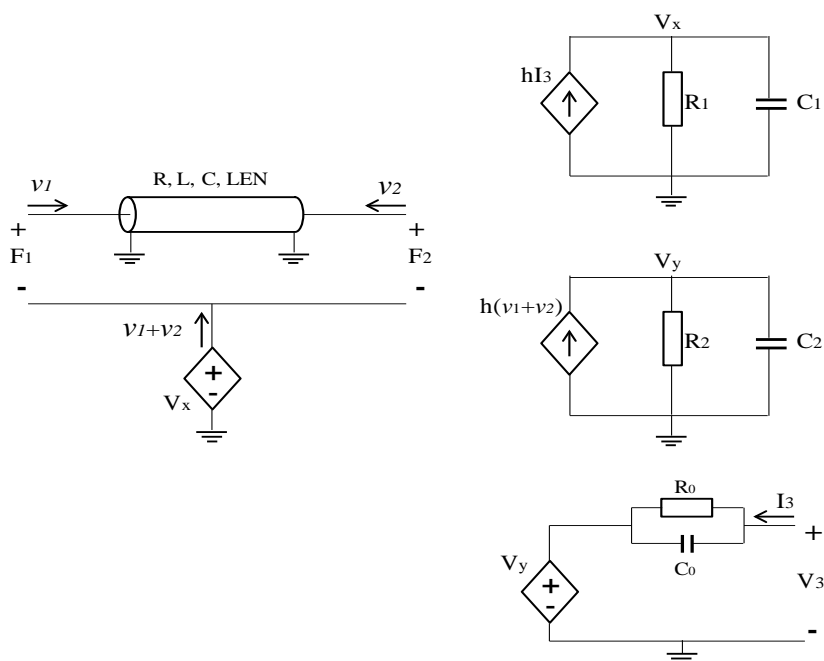 v1
R, L, C, LEN
v2
+
F1
-
+
F2
-
v1+v2
+
-
Vx
Vx
hI3
R1
C1
Vy
h(v1+v2)
R2
C2
R0
C0
I3
+
V3
-
Vy
+
-